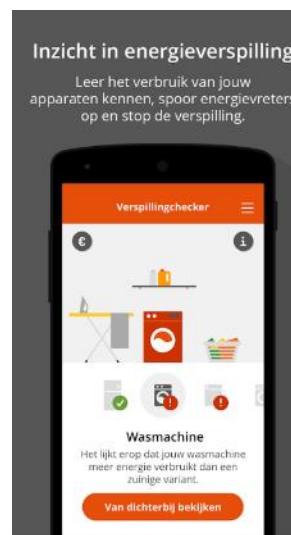 Inzicht in energieverspilling
Leer het verbruik van jouw
apparaten kennen, spoor energievreters
op en stop de verspilling.
Verspillingchecker
€
i
Wasmachine
Het lijkt erop dat jouw wasmachine
meer energie verbruikt dan een
zuinige variant.
Van dichterbij bekijken